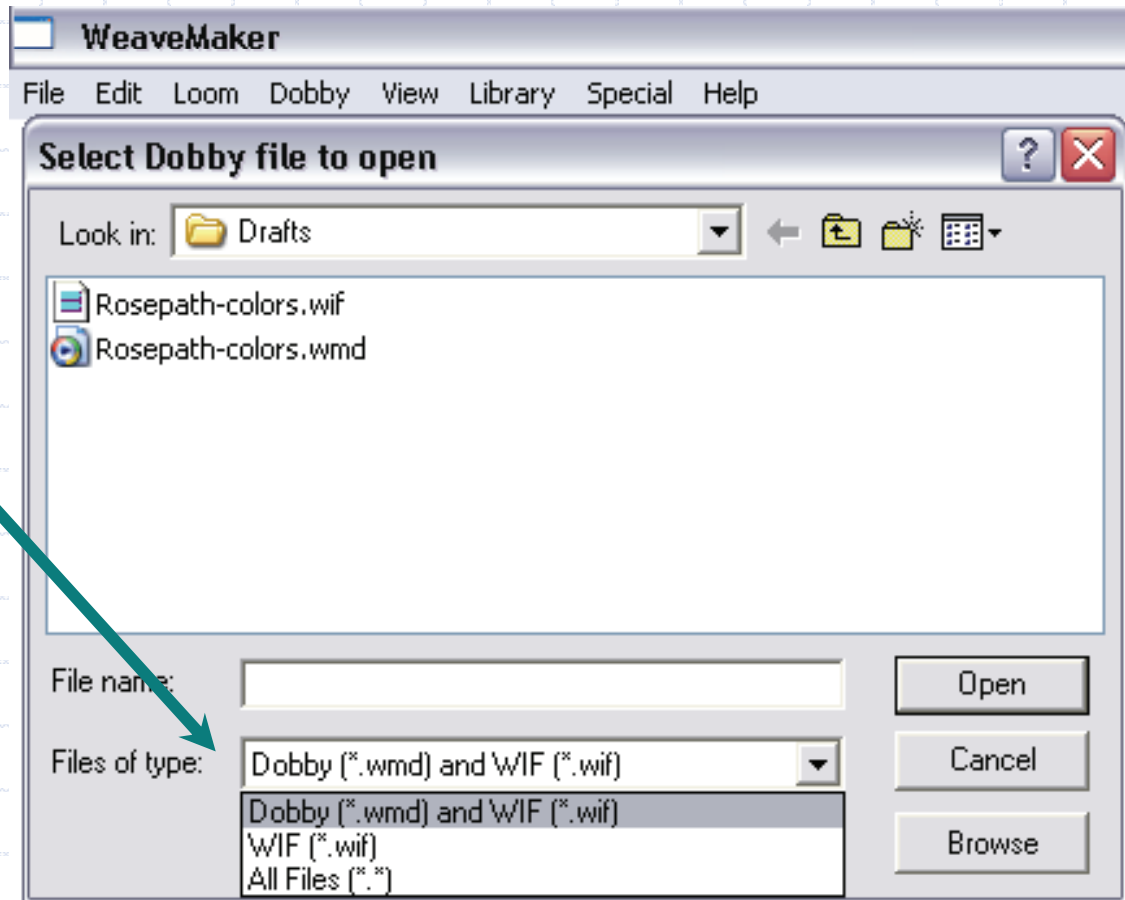 WeaveMaker
File Edit Loom Dobby View Library Special Help
Select Dobby file to open
Look in: Drafts
Rosepath-colors.wif
Rosepath-colors.wmd
File name: Open
Files of type: Dobby (*.wmd) and WIF (*.wif) Cancel
Dobby (*.wmd) and WIF (*.wif)
WIF (*.wif) Browse
All Files (*.*)